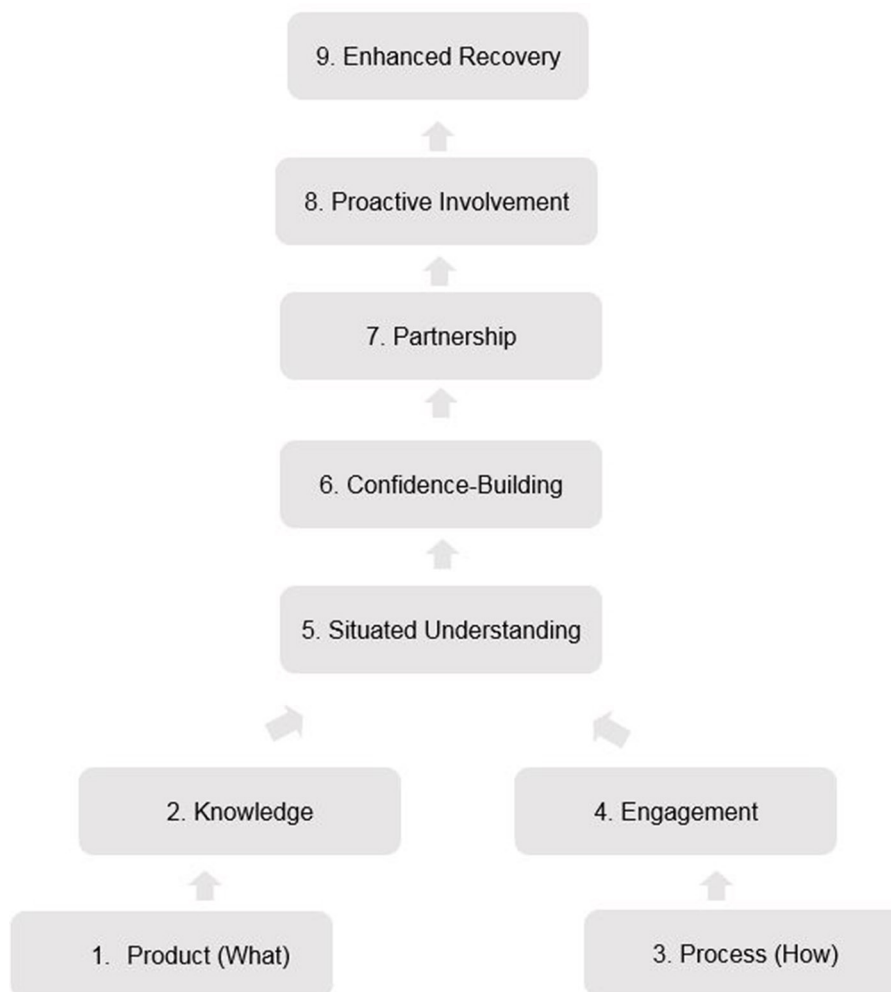 9. Enhanced Recovery
8. Proactive Involvement
7. Partnership
6. Confidence-Building
5. Situated Understanding
2. Knowledge
4. Engagement
1. Product (What)
3. Process (How)